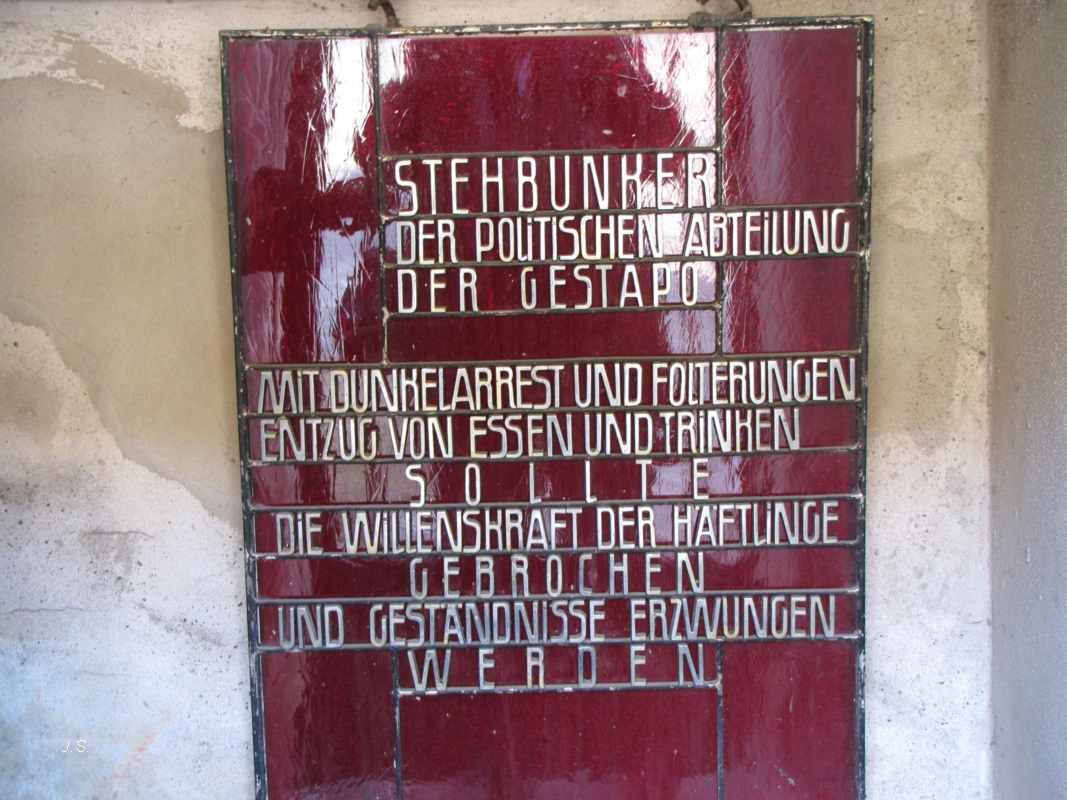 STEHBUNKER
DER POLITISCHEN ABTEILUNG
DER GESTAPO
MIT DUNKELARREST UND FOLTERUNGEN
ENTZUG VON ESSEN UND TRINKEN
SOLLTE
DIE WILLENSKRAFT DER HÄFTLINGE
GEBROCHEN
UND GESTÄNDNISSE ERZWUNGEN
WERDEN
J.S.